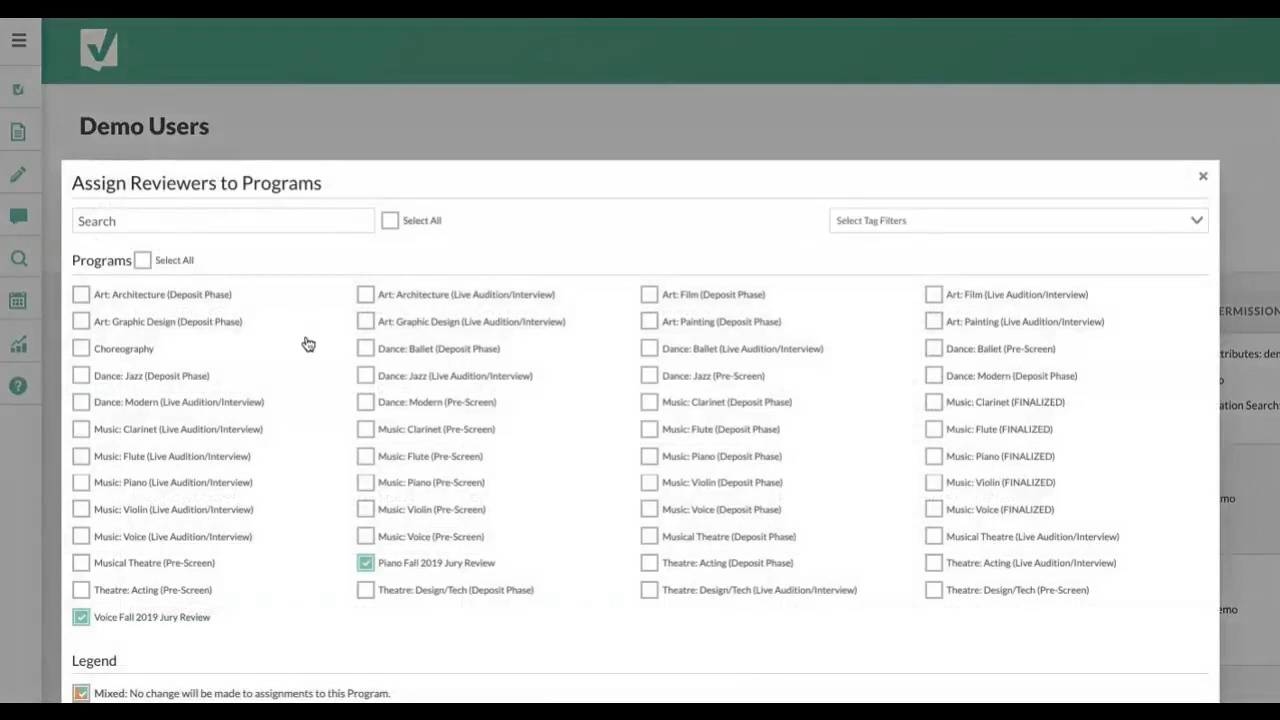 Demo Users
Assign Reviewers to Programs
×
Search
Select All
Select Tag Filters
Programs
Select All
Art: Architecture (Deposit Phase)
Art: Architecture (Live Audition/Interview)
Art: Film (Deposit Phase)
Art: Film (Live Audition/Interview)
Art: Graphic Design (Deposit Phase)
Art: Graphic Design (Live Audition/Interview)
Art: Painting (Deposit Phase)
Art: Painting (Live Audition/Interview)
ERMISSION
Choreography
Dance: Ballet (Deposit Phase)
Dance: Ballet (Live Audition/Interview)
Dance: Ballet (Pre-Screen)
tributes: der
Dance: Jazz (Deposit Phase)
Dance: Jazz (Live Audition/Interview)
Dance: Jazz (Pre-Screen)
Dance: Modern (Deposit Phase)
o
Dance: Modern (Live Audition/Interview)
Dance: Modern (Pre-Screen)
Music: Clarinet (Deposit Phase)
Music: Clarinet (FINALIZED)
ation Search
Music: Clarinet (Live Audition/Interview)
Music: Clarinet (Pre-Screen)
Music: Flute (Deposit Phase)
Music: Flute (FINALIZED)
Music: Flute (Live Audition/Interview)
Music: Flute (Pre-Screen)
Music: Piano (Deposit Phase)
Music: Piano (FINALIZED)
Music: Piano (Live Audition/Interview)
Music: Piano (Pre-Screen)
Music: Violin (Deposit Phase)
Music: Violin (FINALIZED)
mo
Music: Violin (Live Audition/Interview)
Music: Violin (Pre-Screen)
Music: Voice (Deposit Phase)
Music: Voice (FINALIZED)
Music: Voice (Live Audition/Interview)
Music: Voice (Pre-Screen)
Musical Theatre (Deposit Phase)
Musical Theatre (Live Audition/Interview)
Musical Theatre (Pre-Screen)
Piano Fall 2019 Jury Review
Theatre: Acting (Deposit Phase)
Theatre: Acting (Live Audition/Interview)
Theatre: Acting (Pre-Screen)
Theatre: Design/Tech (Deposit Phase)
Theatre: Design/Tech (Live Audition/Interview)
Theatre: Design/Tech (Pre-Screen)
emo
Voice Fall 2019 Jury Review
Legend
Mixed: No change will be made to assignments to this Program.